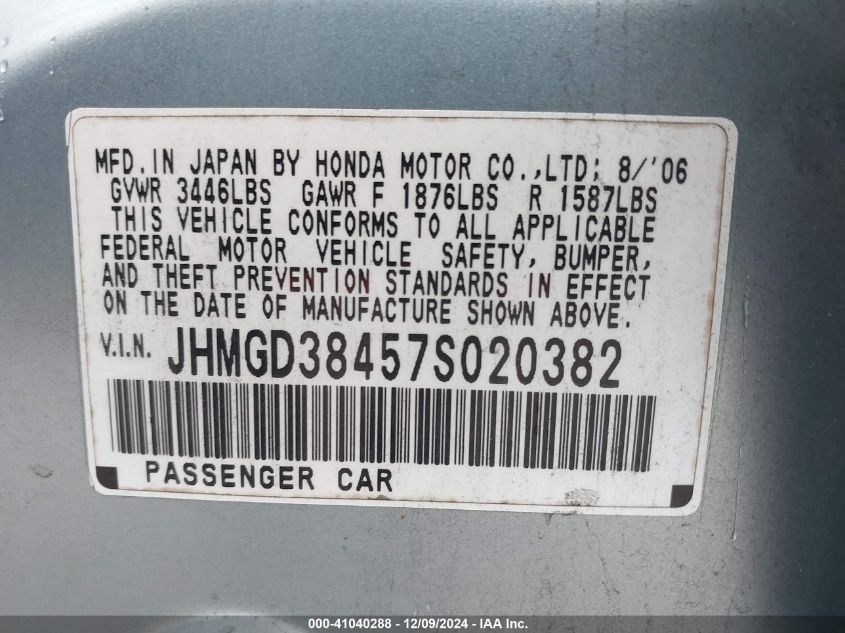 MFD.IN JAPAN BY HONDA MOTOR CO.,LTD: 8/'06
GVWR 3446LBS GAWR F 1876LBS R 1587LBS
THIS VEHICLE CONFORMS TO ALL APPLICABLE
FEDERAL MOTOR VEHICLE SAFETY, BUMPER,
AND THEFT PREVENTION STANDARDS IN EFFECT
ON THE DATE OF MANUFACTURE SHOWN ABOVE.
V.I.N. JHMGD38457S020382
PASSENGER CAR
000-41040288 - 12/09/2024 - IAA Inc.